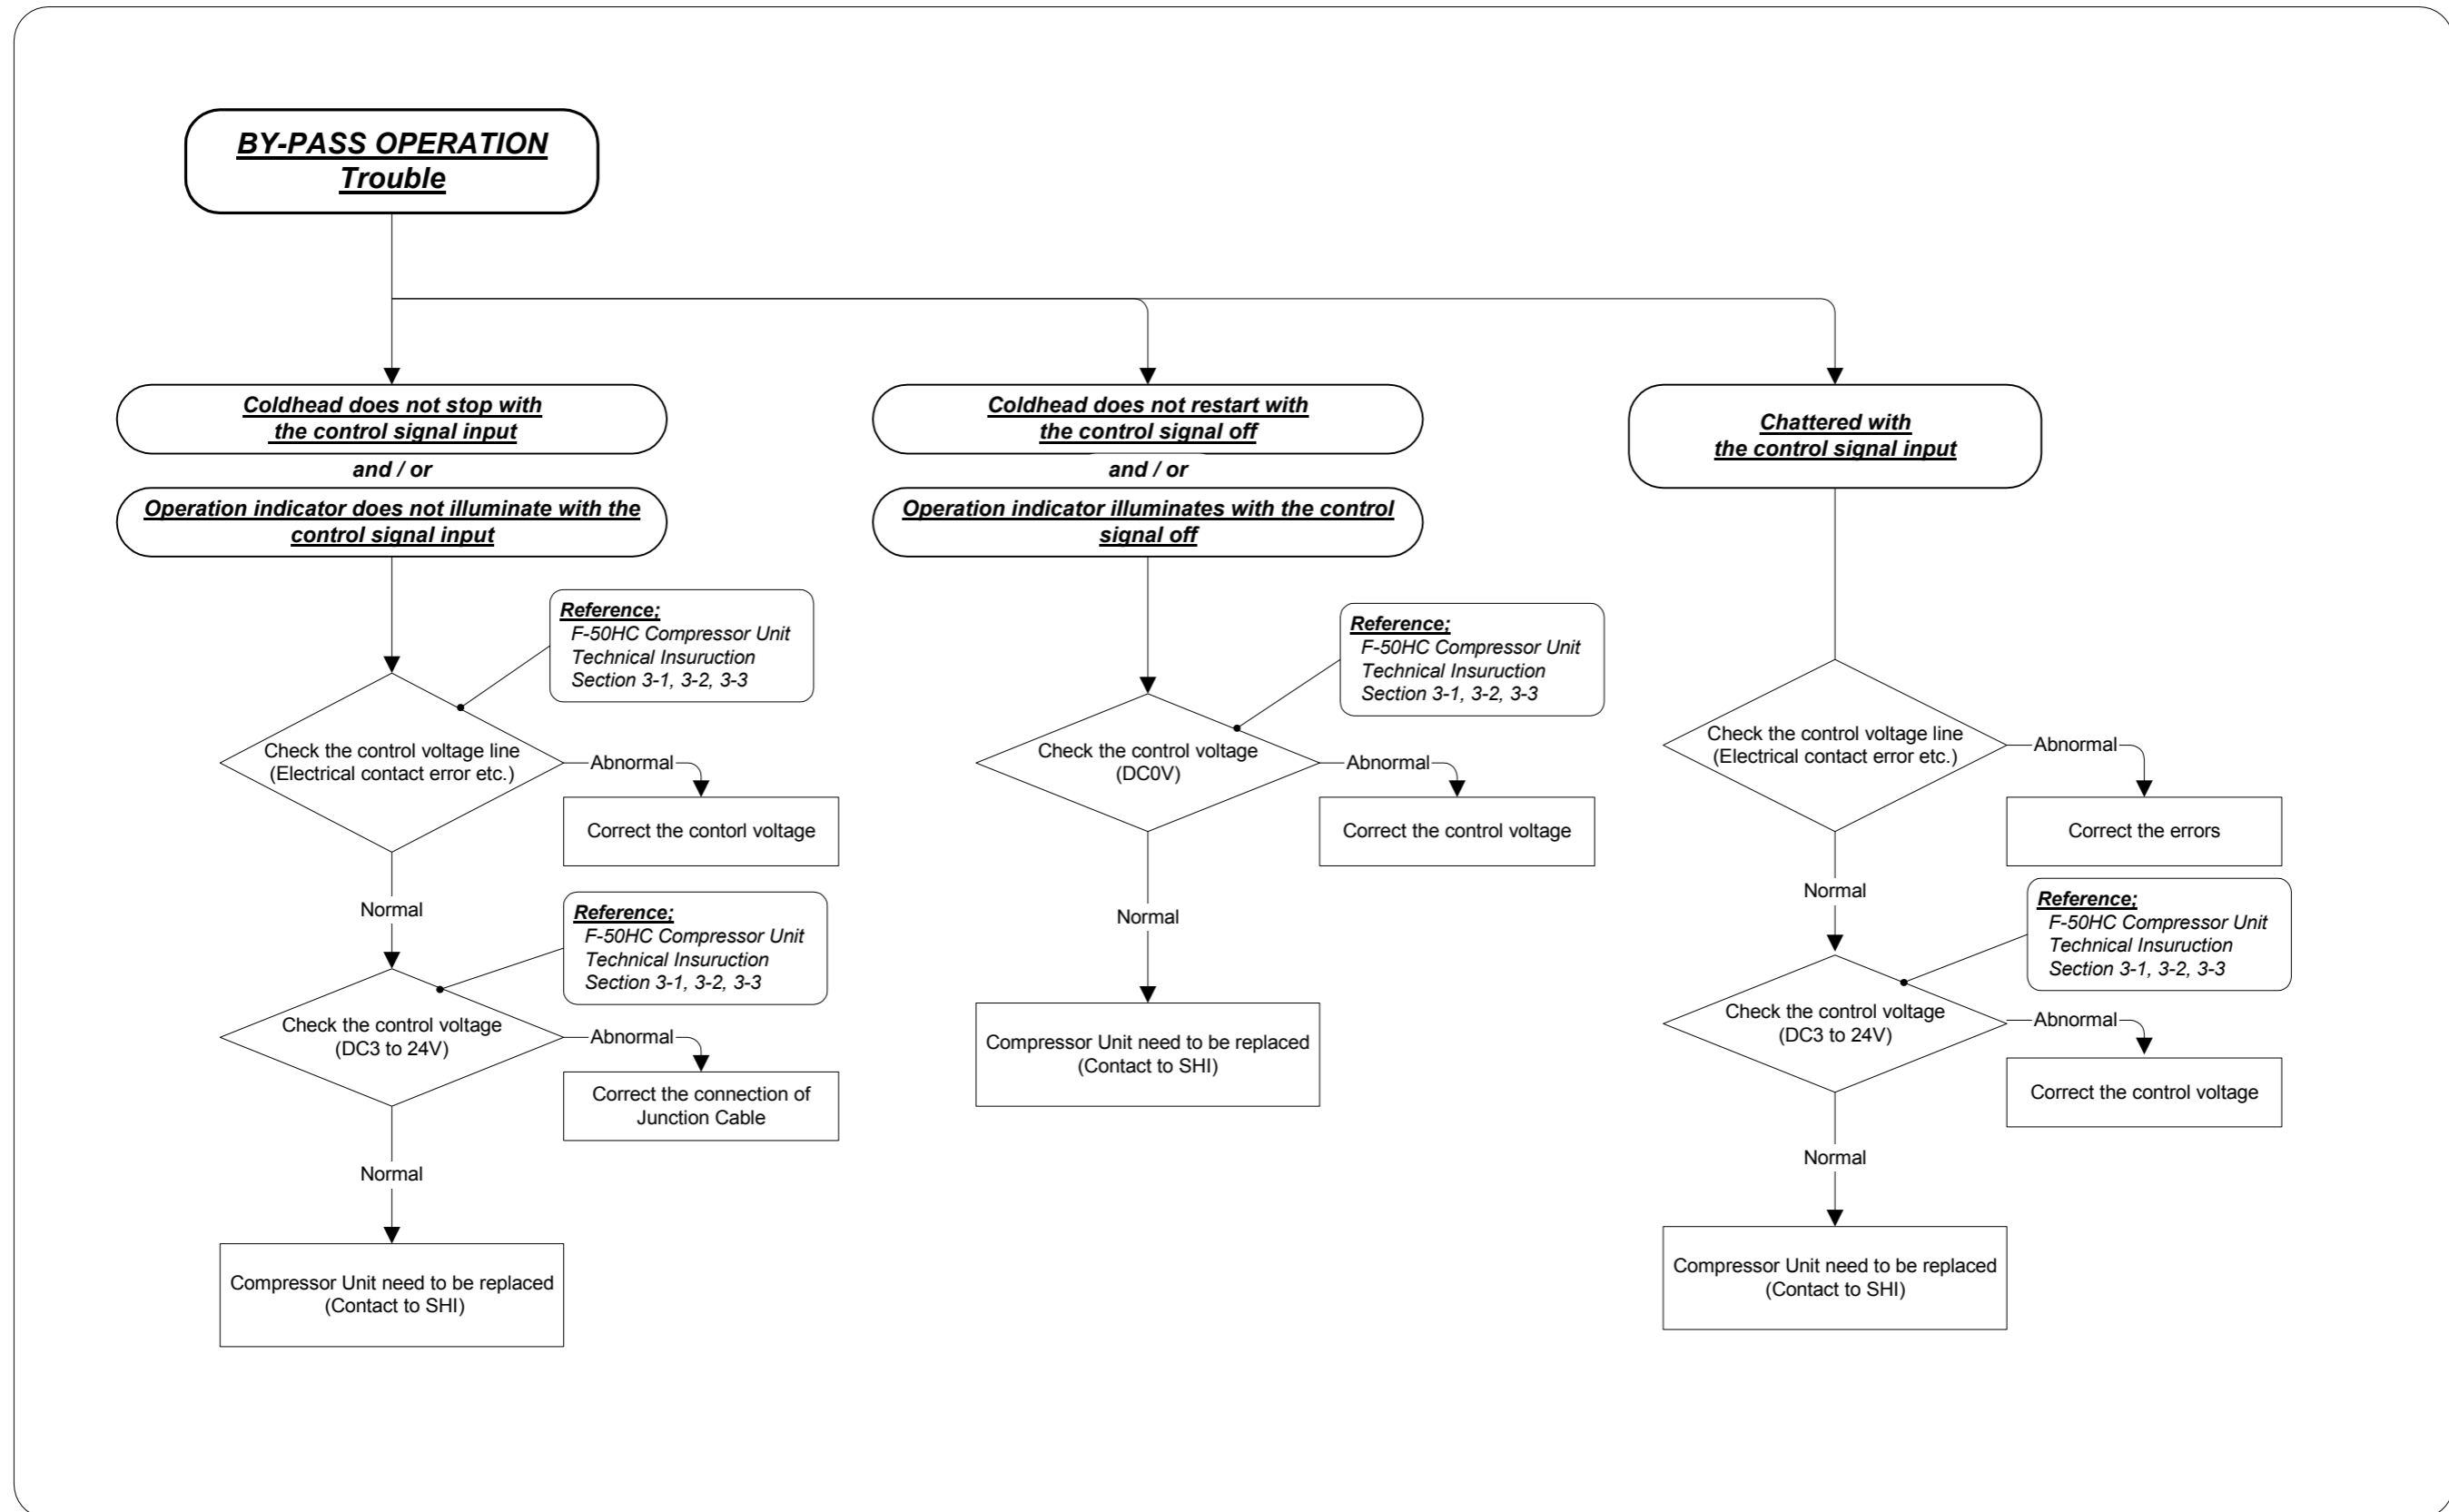 BY-PASS OPERATION
Trouble
Coldhead does not stop with
the control signal input
and / or
Operation indicator does not illuminate with the
control signal input
Reference;
F-50HC Compressor Unit
Technical Insuruction
Section 3-1, 3-2, 3-3
Check the control voltage line
(Electrical contact error etc.)
Abnormal
Correct the contorl voltage
Normal
Reference;
F-50HC Compressor Unit
Technical Insuruction
Section 3-1, 3-2, 3-3
Check the control voltage
(DC3 to 24V)
Abnormal
Correct the connection of
Junction Cable
Normal
Compressor Unit need to be replaced
(Contact to SHI)
Coldhead does not restart with
the control signal off
and / or
Operation indicator illuminates with the control
signal off
Reference;
F-50HC Compressor Unit
Technical Insuruction
Section 3-1, 3-2, 3-3
Check the control voltage
(DC0V)
Abnormal
Correct the control voltage
Normal
Compressor Unit need to be replaced
(Contact to SHI)
Chattered with
the control signal input
Check the control voltage line
(Electrical contact error etc.)
Abnormal
Correct the errors
Normal
Reference;
F-50HC Compressor Unit
Technical Insuruction
Section 3-1, 3-2, 3-3
Check the control voltage
(DC3 to 24V)
Abnormal
Correct the control voltage
Normal
Compressor Unit need to be replaced
(Contact to SHI)